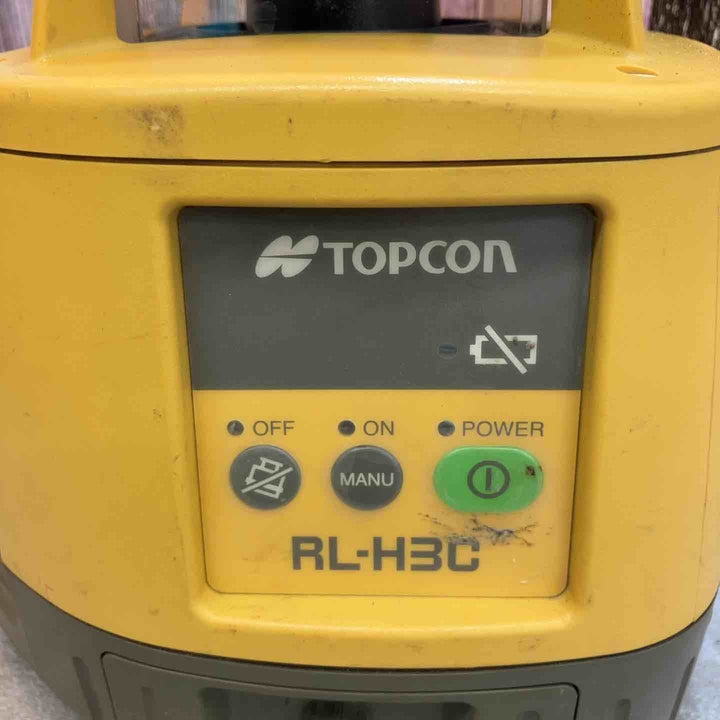 TOPCON
OFF ON POWER
MANU
RL-H3C